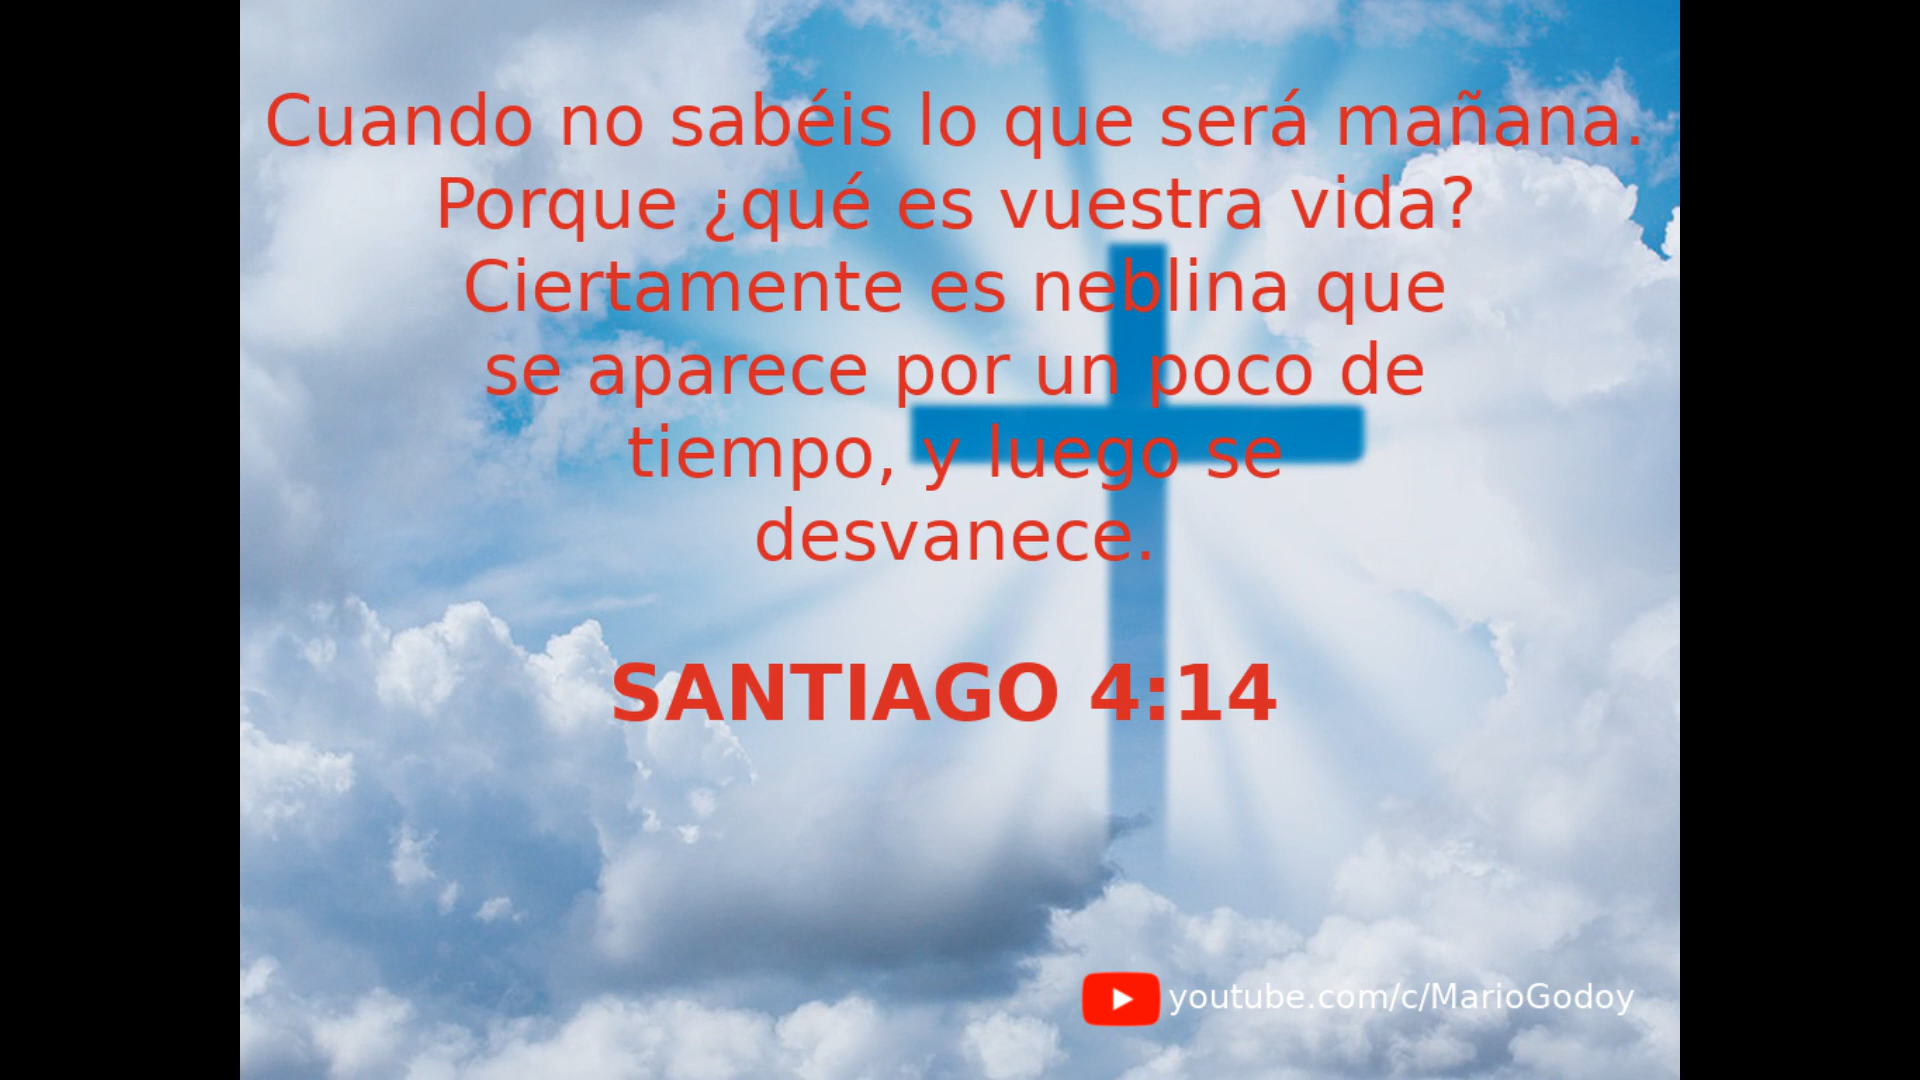 Cuando no sabéis lo que será mañana.
Porque ¿qué es vuestra vida?
Ciertamente es neblina que
se aparece por un poco de
tiempo, y luego se
desvanece.
SANTIAGO 4:14
youtube.com/c/MarioGodoy